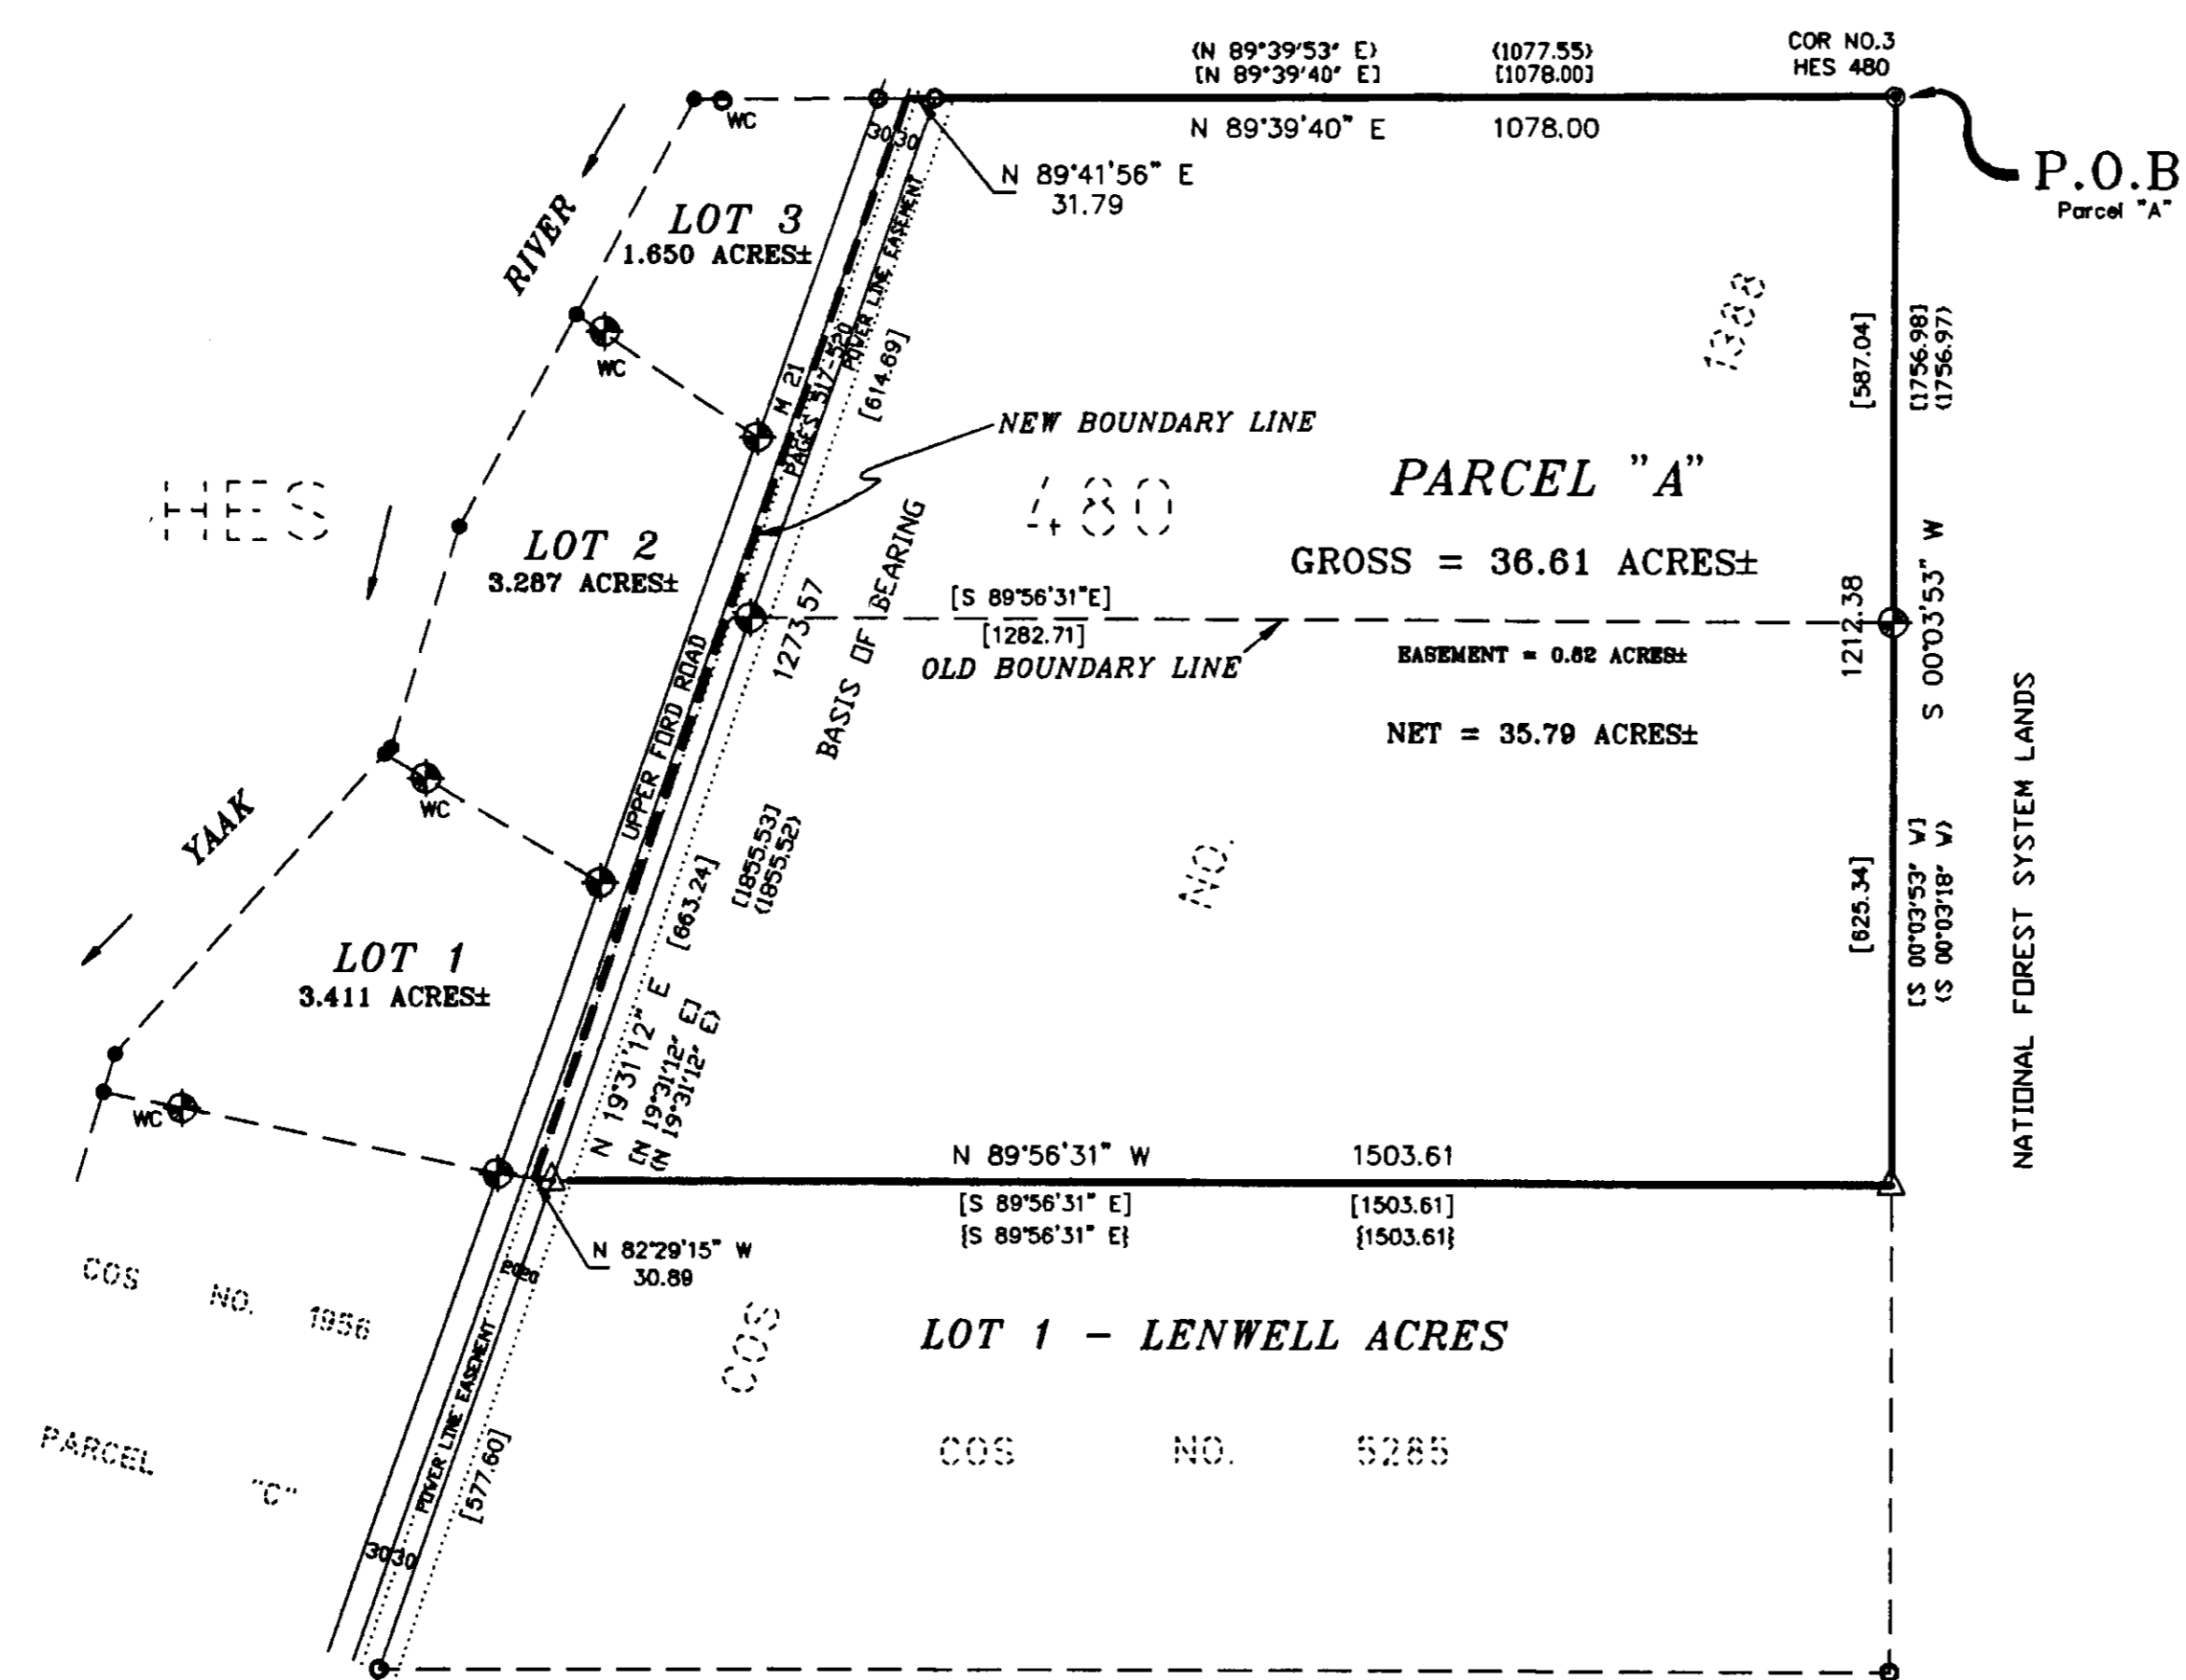 (N 89°39'53" E) (1077.55)
[N 89°39'40" E] [1078.00]
COR NO.3
HES 480
N 89°39'40" E 1078.00
P.O.B
Parcel "A"
WC
30 30
N 89°41'56" E
31.79
LOT 3
1.650 ACRES±
RIVER
POWER LINE EASEMENT
M 21
PAGES 517-520
[614.69]
1388
[587.04]
[1756.98]
(1756.97)
WC
NEW BOUNDARY LINE
HES
480
PARCEL "A"
GROSS = 36.61 ACRES±
LOT 2
3.287 ACRES±
[S 89°56'31"E]
[1282.71]
OLD BOUNDARY LINE
EASEMENT = 0.82 ACRES±
NET = 35.79 ACRES±
1273.57
BASIS OF BEARING
1212.38
S 00°03'53" W
NATIONAL FOREST SYSTEM LANDS
UPPER FORD ROAD
WC
YAAK
NO.
[663.24]
[1855.53]
(1855.52)
[625.34]
[S 00°03'53" W]
(S 00°03'18" W)
LOT 1
3.411 ACRES±
N 19°31'12" E
[N 19°31'12" E]
(N 19°31'12" E)
WC
N 89°56'31" W 1503.61
[S 89°56'31" E] [1503.61]
{S 89°56'31" E} {1503.61}
N 82°29'15" W
30.89
COS NO. 1956
COS
LOT 1 - LENWELL ACRES
POWER LINE EASEMENT
[577.60]
COS NO. 5285
PARCEL "C"
30 30